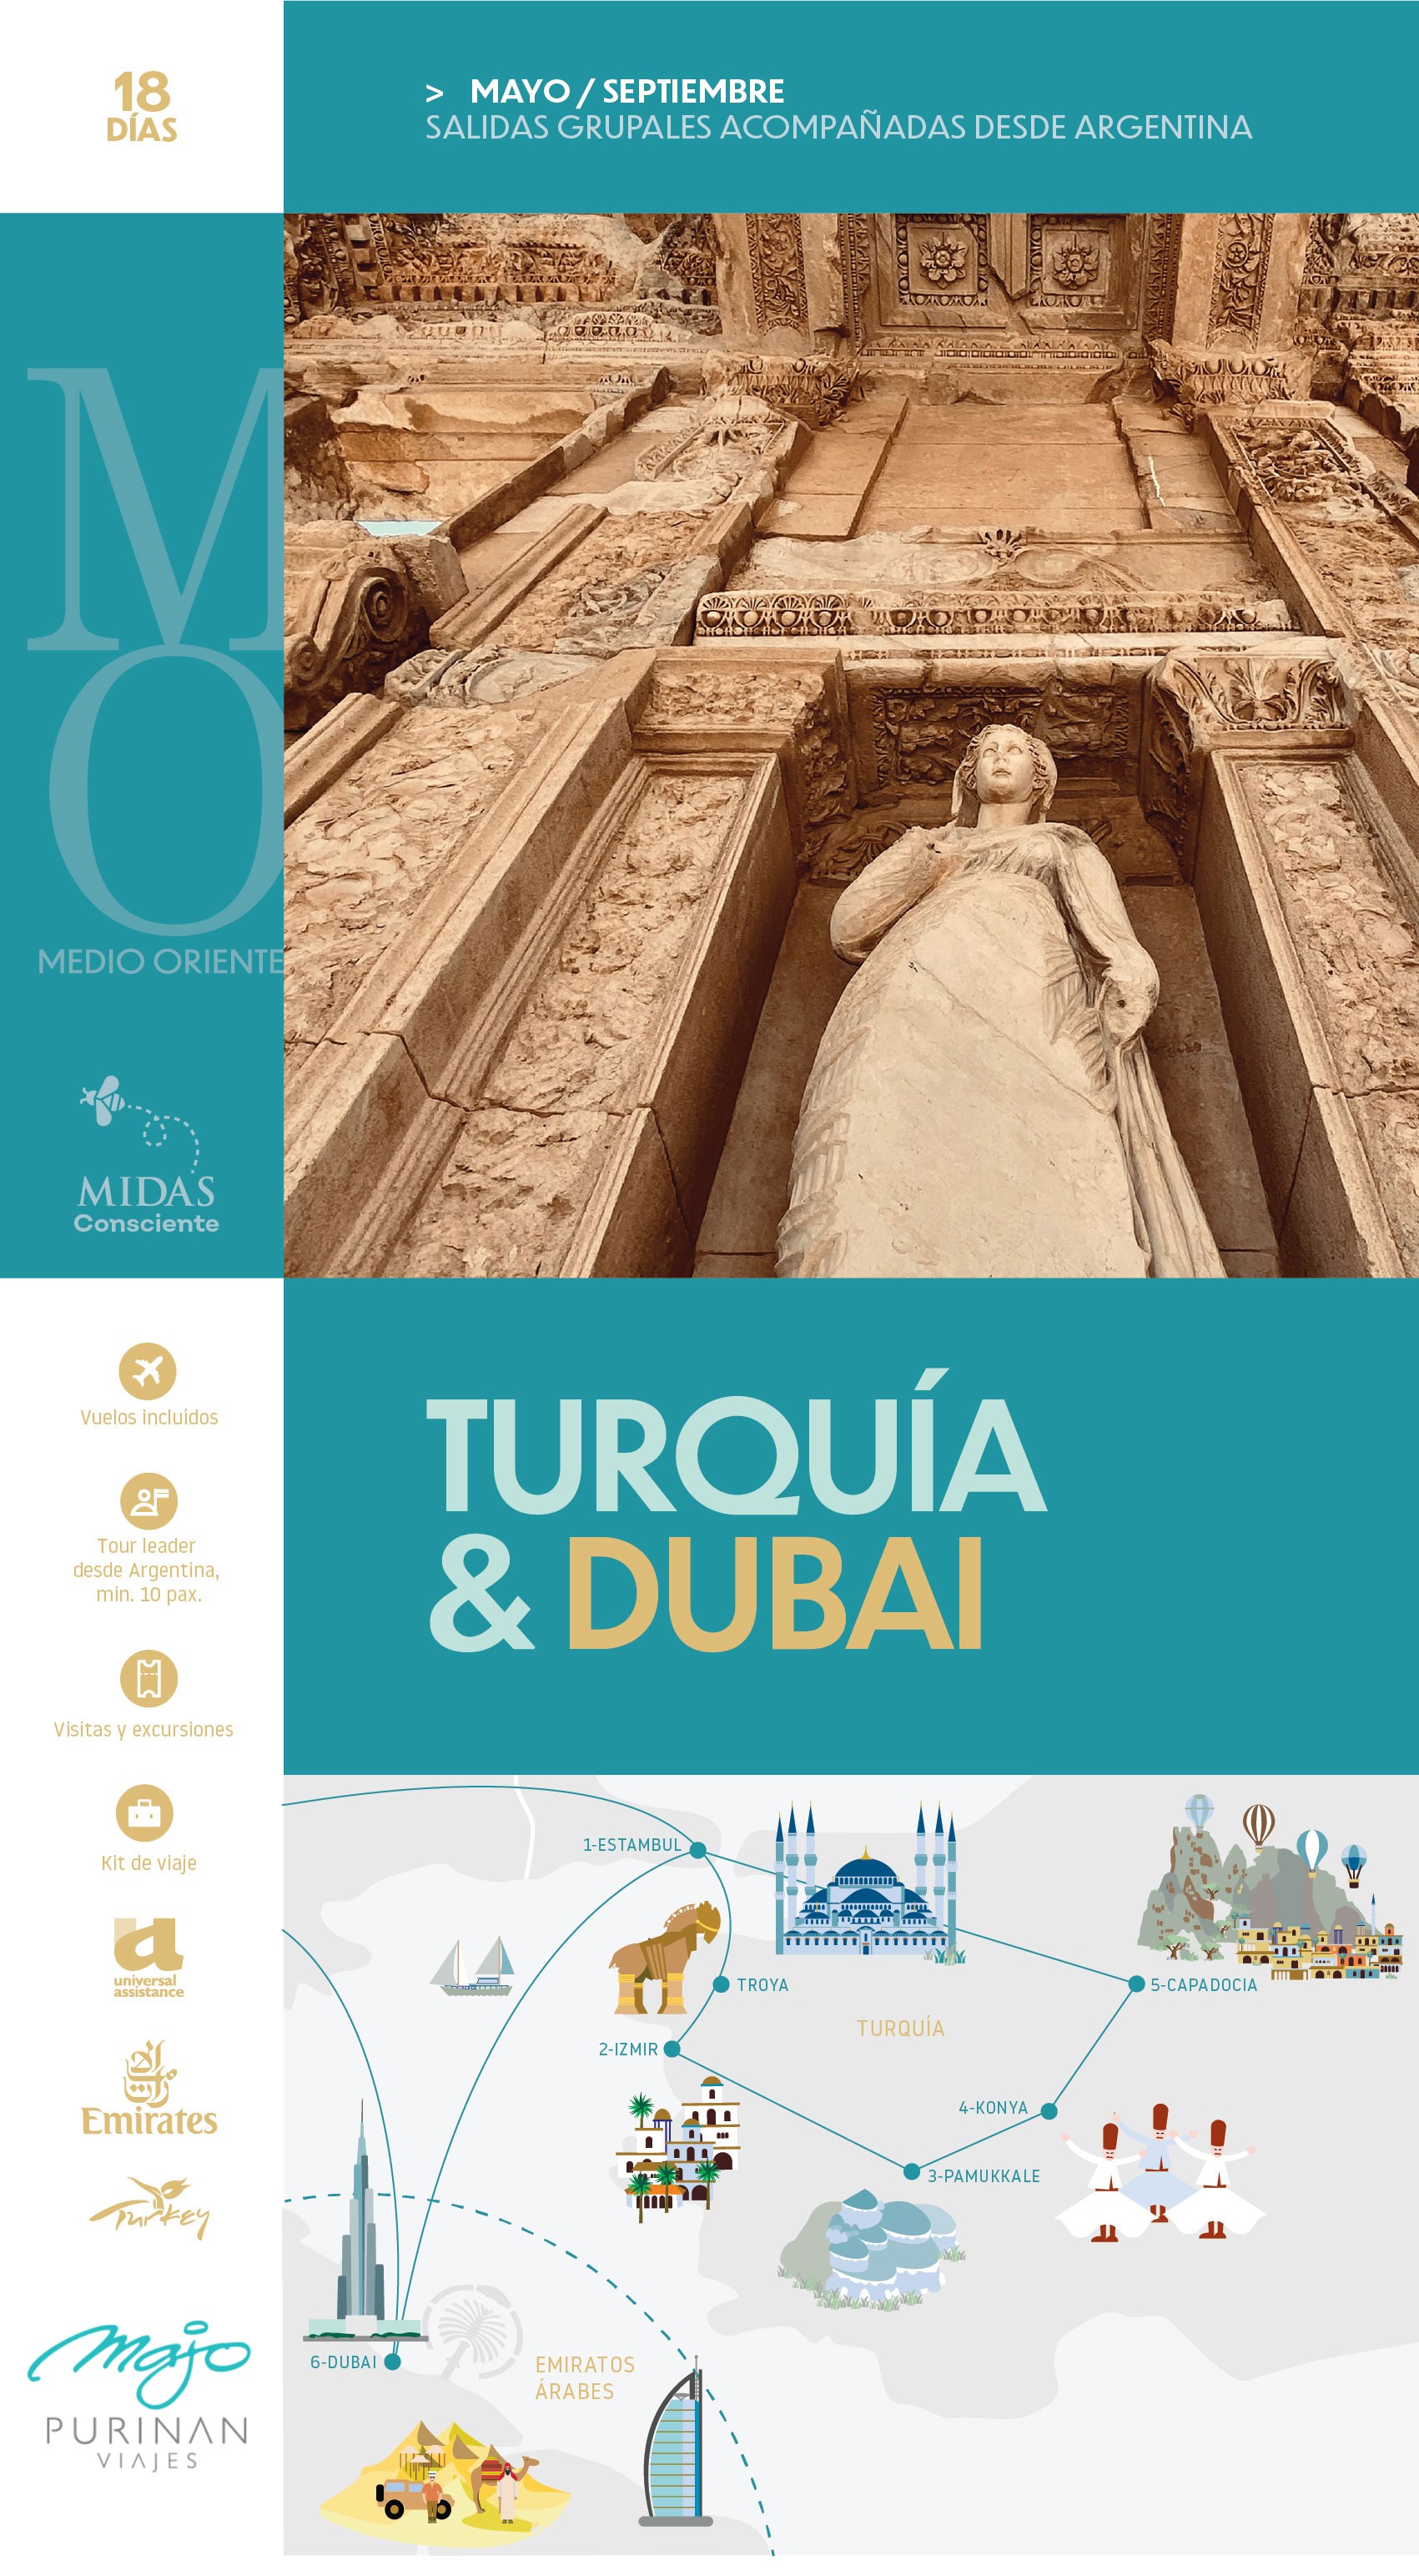 18
DÍAS
> MAYO / SEPTIEMBRE
SALIDAS GRUPALES ACOMPAÑADAS DESDE ARGENTINA
M
O
MEDIO ORIENTE
MIDAS
Consciente
Vuelos incluídos
Tour leader
desde Argentina,
min. 10 pax.
Visitas y excursiones
Kit de viaje
a
universal
assistance
Emirates
Turkey
majo
PURINAN
VIAJES
TURQUÍA
& DUBAI
1-ESTAMBUL
TROYA
5-CAPADOCIA
TURQUÍA
2-IZMIR
4-KONYA
3-PAMUKKALE
6-DUBAI
EMIRATOS
ÁRABES